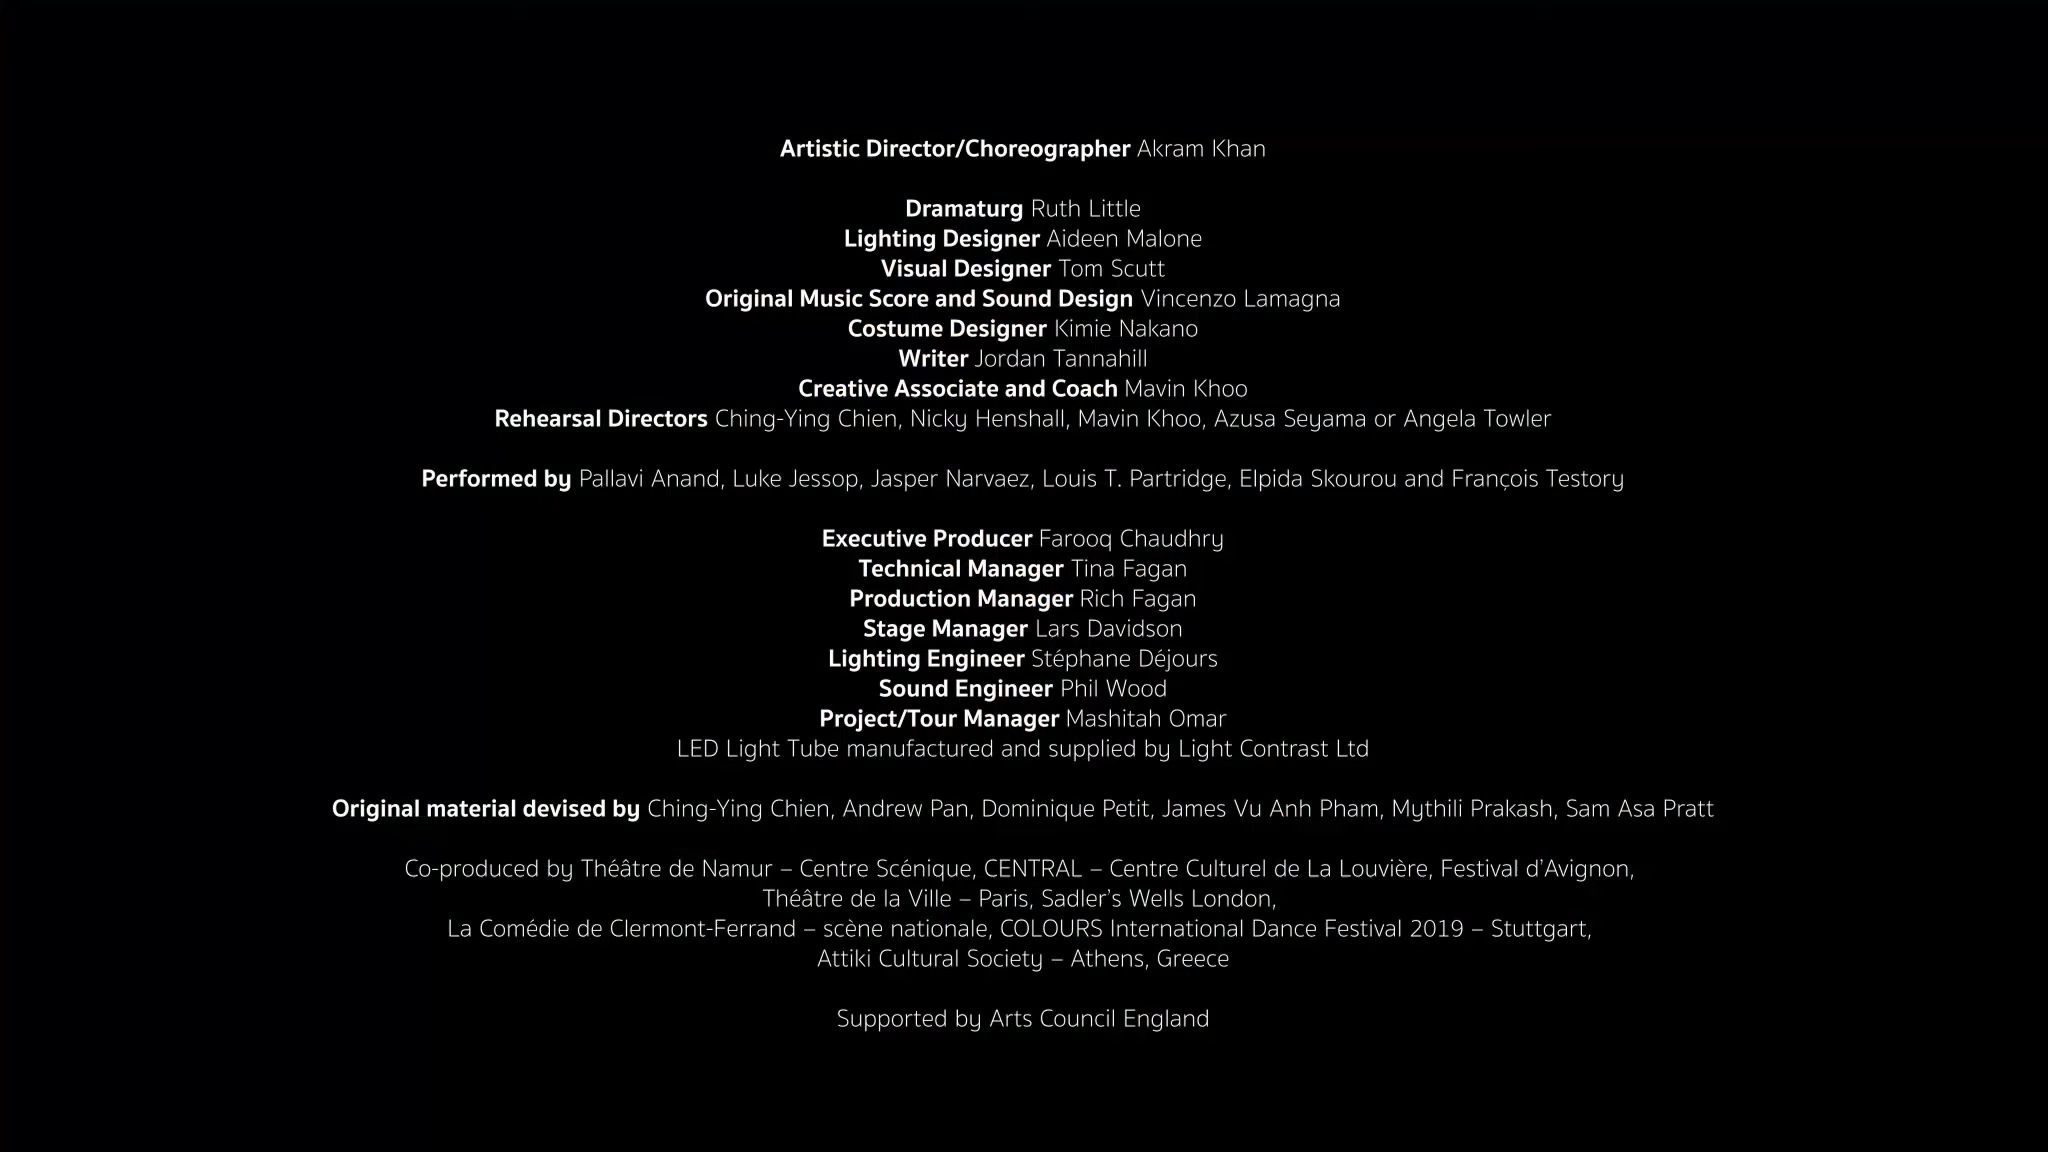 Artistic Director/Choreographer Akram Khan
Dramaturg Ruth Little
Lighting Designer Aideen Malone
Visual Designer Tom Scutt
Original Music Score and Sound Design Vincenzo Lamagna
Costume Designer Kimie Nakano
Writer Jordan Tannahill
Creative Associate and Coach Mavin Khoo
Rehearsal Directors Ching-Ying Chien, Nicky Henshall, Mavin Khoo, Azusa Seyama or Angela Towler
Performed by Pallavi Anand, Luke Jessop, Jasper Narvaez, Louis T. Partridge, Elpida Skourou and François Testory
Executive Producer Farooq Chaudhry
Technical Manager Tina Fagan
Production Manager Rich Fagan
Stage Manager Lars Davidson
Lighting Engineer Stéphane Déjours
Sound Engineer Phil Wood
Project/Tour Manager Mashitah Omar
LED Light Tube manufactured and supplied by Light Contrast Ltd
Original material devised by Ching-Ying Chien, Andrew Pan, Dominique Petit, James Vu Anh Pham, Mythili Prakash, Sam Asa Pratt
Co-produced by Théâtre de Namur – Centre Scénique, CENTRAL – Centre Culturel de La Louvière, Festival d’Avignon,
Théâtre de la Ville – Paris, Sadler’s Wells London,
La Comédie de Clermont-Ferrand – scène nationale, COLOURS International Dance Festival 2019 – Stuttgart,
Attiki Cultural Society – Athens, Greece
Supported by Arts Council England